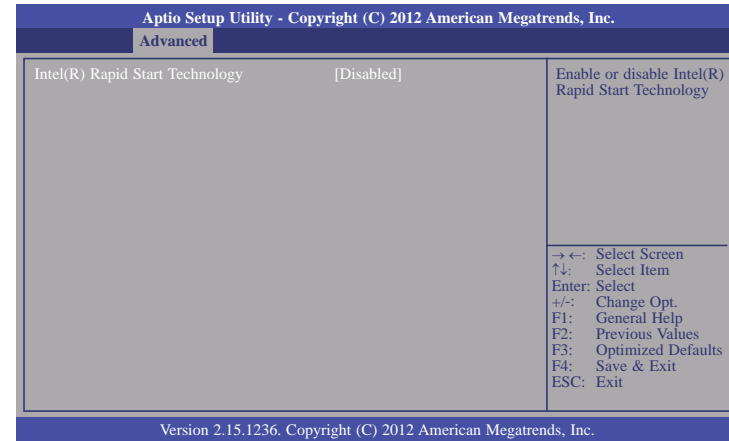 Aptio Setup Utility - Copyright (C) 2012 American Megatrends, Inc.
Advanced
Intel(R) Rapid Start Technology [Disabled]
Enable or disable Intel(R)
Rapid Start Technology
→←: Select Screen
↑↓: Select Item
Enter: Select
+/-: Change Opt.
F1: General Help
F2: Previous Values
F3: Optimized Defaults
F4: Save & Exit
ESC: Exit
Version 2.15.1236. Copyright (C) 2012 American Megatrends, Inc.